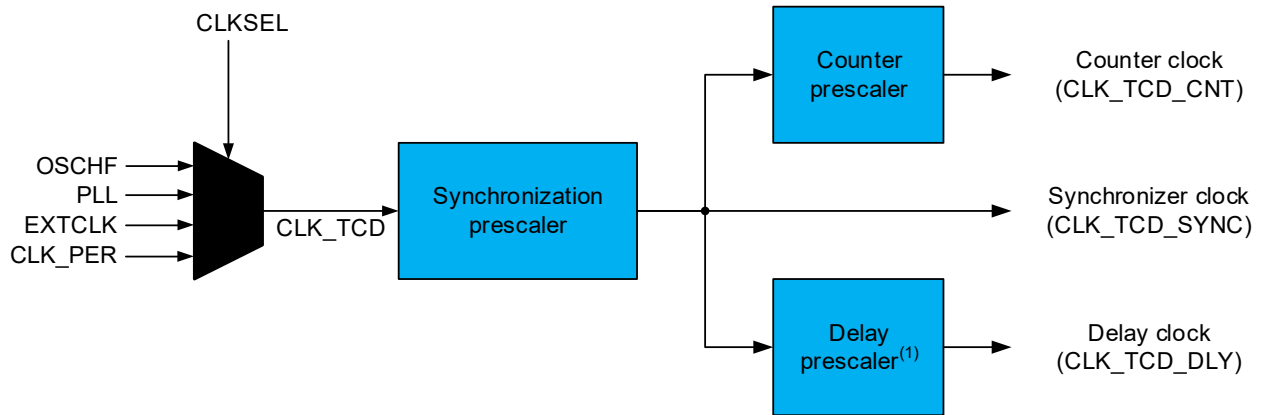 CLKSEL
OSCHF
PLL
EXTCLK
CLK_PER
CLK_TCD
Synchronization
prescaler
Counter
prescaler
Counter clock
(CLK_TCD_CNT)
Synchronizer clock
(CLK_TCD_SYNC)
Delay
prescaler(1)
Delay clock
(CLK_TCD_DLY)